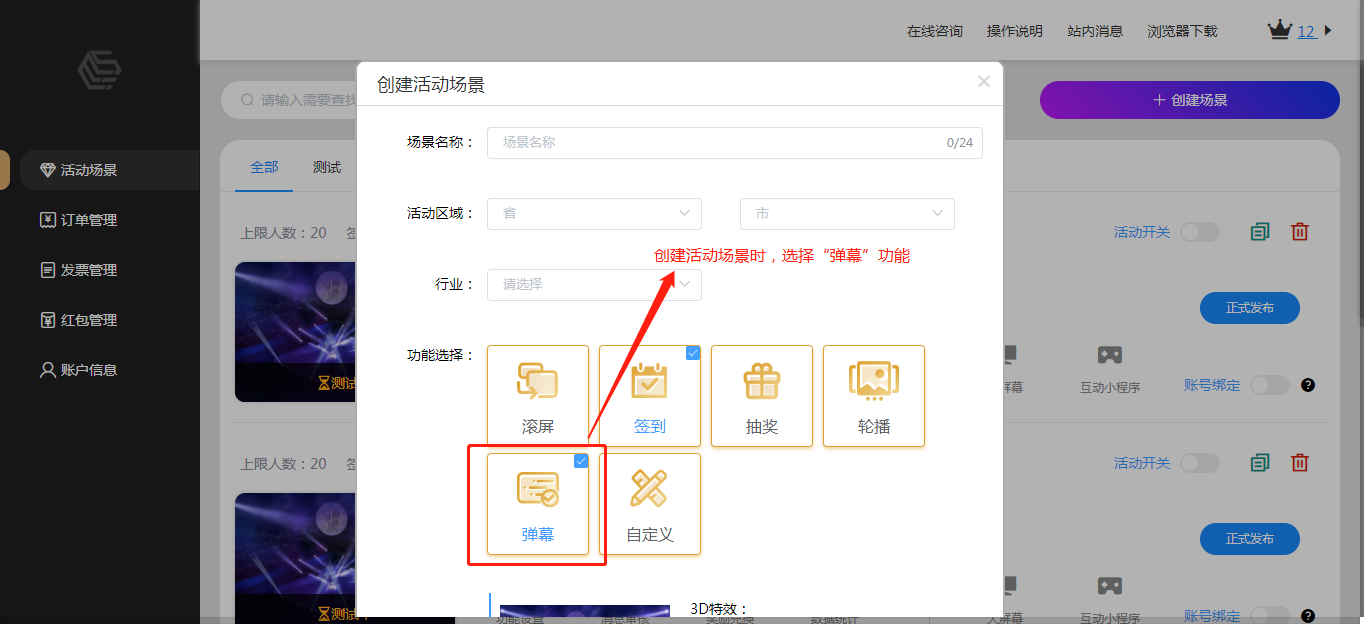 在线咨询 操作说明 站内消息 浏览器下载 12
创建活动场景
请输入需要查找
+ 创建场景
场景名称： 场景名称 0/24
全部 测试
活动场景
活动区域： 省 市
订单管理
上限人数：20 签
活动开关
创建活动场景时，选择“弹幕”功能
发票管理
行业： 请选择
正式发布
红包管理
功能选择：
账户信息
测试
滚屏 签到 抽奖 轮播
屏幕 互动小程序 账号绑定 ?
上限人数：20 签
活动开关
弹幕 自定义
正式发布
测试中
3D特效：
功能设置 消息审核 奖励兑换 数据统计 大屏幕 互动小程序 账号绑定 ?